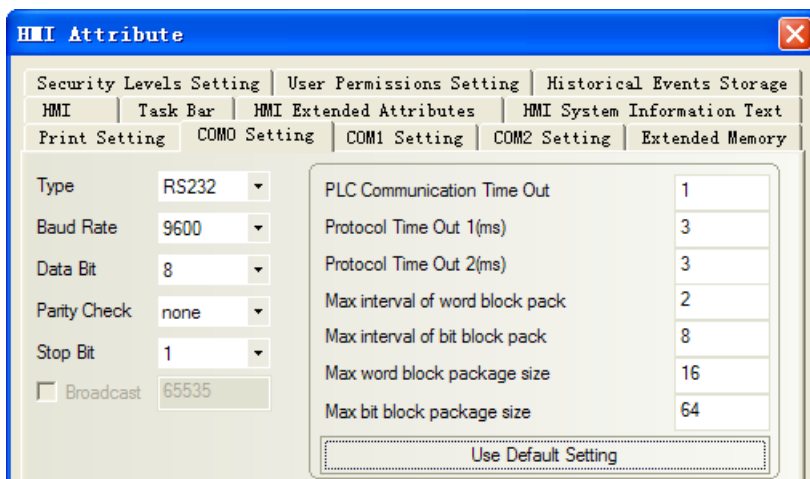 HMI Attribute
Security Levels Setting User Permissions Setting Historical Events Storage
HMI Task Bar HMI Extended Attributes HMI System Information Text
Print Setting COM0 Setting COM1 Setting COM2 Setting Extended Memory
Type RS232
Baud Rate 9600
Data Bit 8
Parity Check none
Stop Bit 1
Broadcast 65535
PLC Communication Time Out 1
Protocol Time Out 1(ms) 3
Protocol Time Out 2(ms) 3
Max interval of word block pack 2
Max interval of bit block pack 8
Max word block package size 16
Max bit block package size 64
Use Default Setting